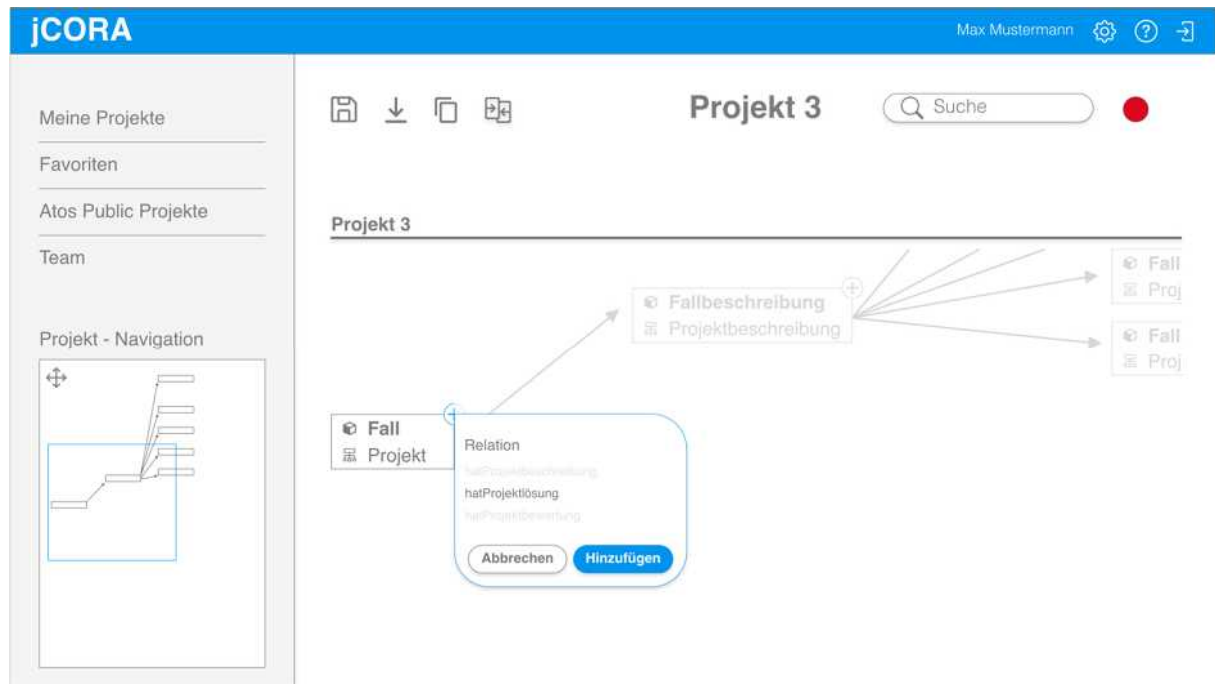 jCORA
Max Mustermann
Meine Projekte
Favoriten
Atos Public Projekte
Team
Projekt - Navigation
Projekt 3
Suche
Projekt 3
Fallbeschreibung
Projektbeschreibung
Fall
Proj
Fall
Proj
Fall
Projekt
Relation
hatProjektbeschreibung
hatProjektlösung
hatProjektbewertung
Abbrechen
Hinzufügen